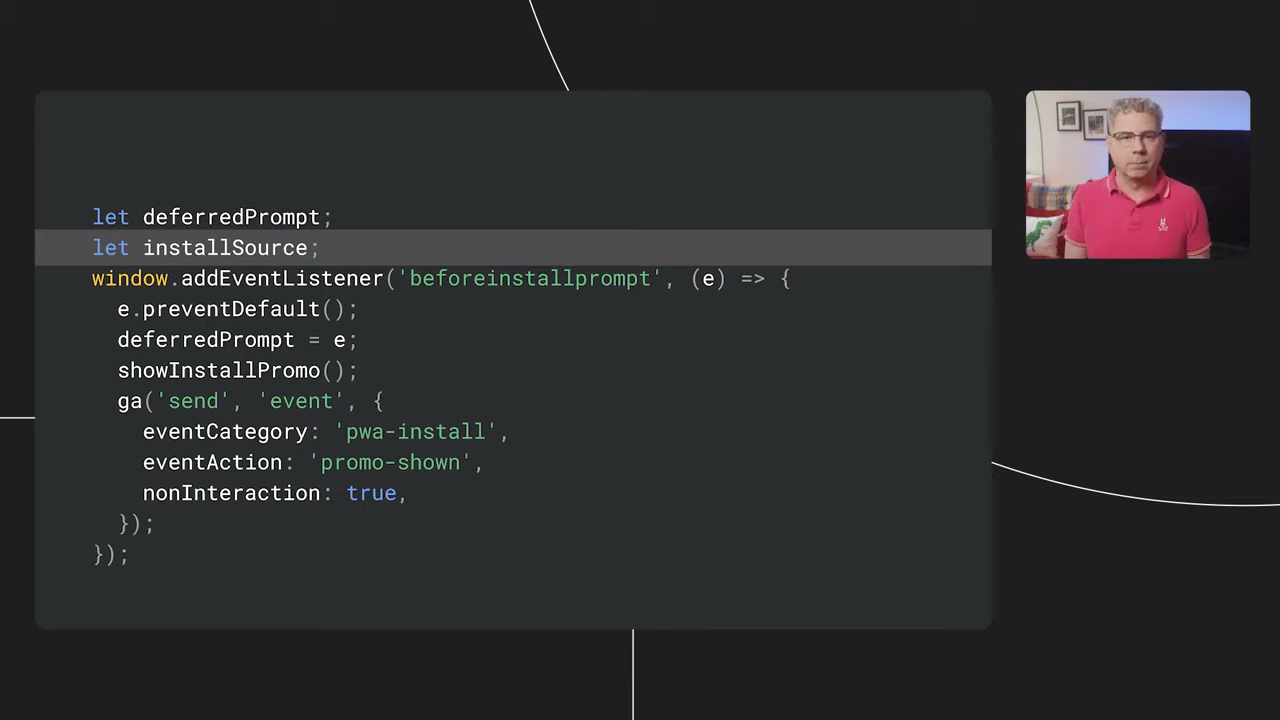 let deferredPrompt;
let installSource;
window.addEventListener('beforeinstallprompt', (e) => {
  e.preventDefault();
  deferredPrompt = e;
  showInstallPromo();
  ga('send', 'event', {
    eventCategory: 'pwa-install',
    eventAction: 'promo-shown',
    nonInteraction: true,
  });
});